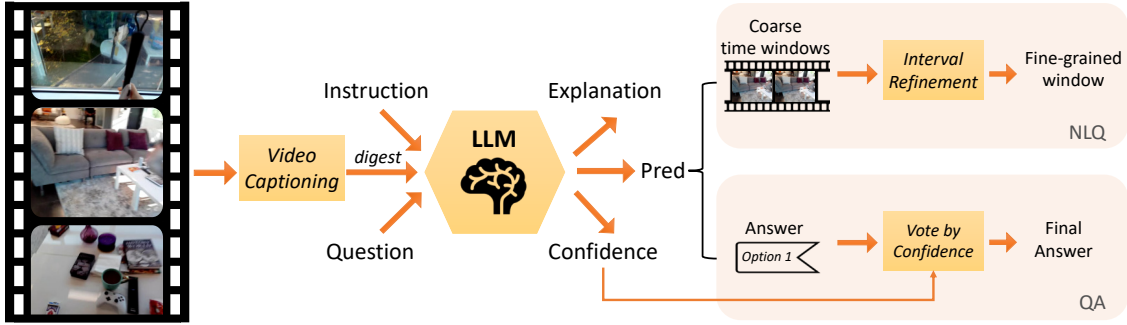 Video
Captioning
digest
Instruction
Question
LLM
Explanation
Pred
Confidence
Coarse
time windows
Interval
Refinement
Fine-grained
window
NLQ
Answer
Option 1
Vote by
Confidence
Final
Answer
QA